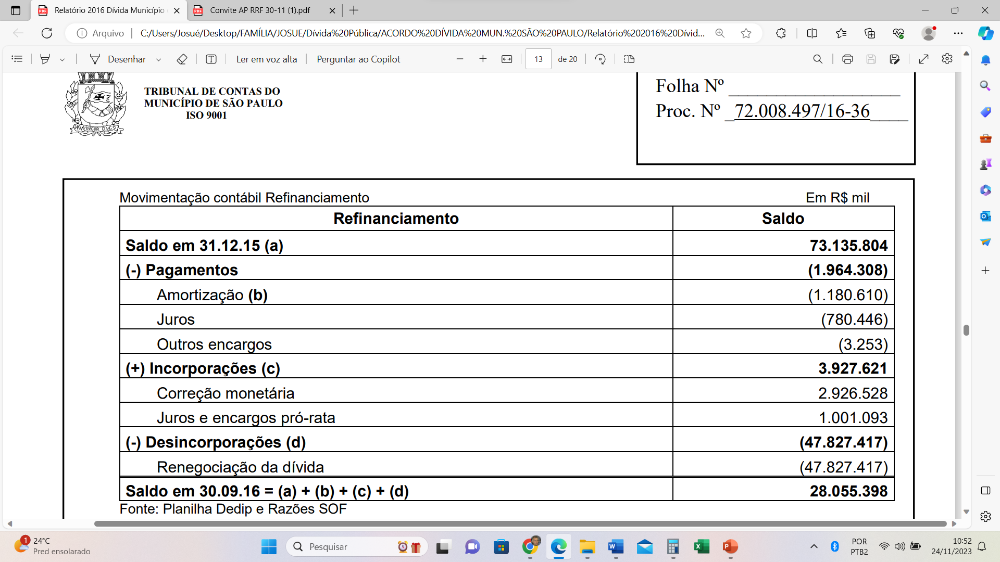 Relatório 2016 Dívida Município
Convite AP RRF 30-11 (1).pdf
Arquivo
C:/Users/Josué/Desktop/FAMÍLIA/JOSUE/Dívida%20Pública/ACORDO%20DÍVIDA%20MUN.%20SÃO%20PAULO/Relatório%202016%20Dívid...
Desenhar
Ler em voz alta
Perguntar ao Copilot
13 de 20
TRIBUNAL DE CONTAS DO
MUNICÍPIO DE SÃO PAULO
ISO 9001
Folha Nº __________________
Proc. Nº _72.008.497/16-36____
Movimentação contábil Refinanciamento Em R$ mil
Refinanciamento Saldo
Saldo em 31.12.15 (a) 73.135.804
(-) Pagamentos (1.964.308)
Amortização (b) (1.180.610)
Juros (780.446)
Outros encargos (3.253)
(+) Incorporações (c) 3.927.621
Correção monetária 2.926.528
Juros e encargos pró-rata 1.001.093
(-) Desincorporações (d) (47.827.417)
Renegociação da dívida (47.827.417)
Saldo em 30.09.16 = (a) + (b) + (c) + (d) 28.055.398
Fonte: Planilha Dedip e Razões SOF
1
24°C
Pred ensolarado
Pesquisar
POR
PTB2
10:52
24/11/2023